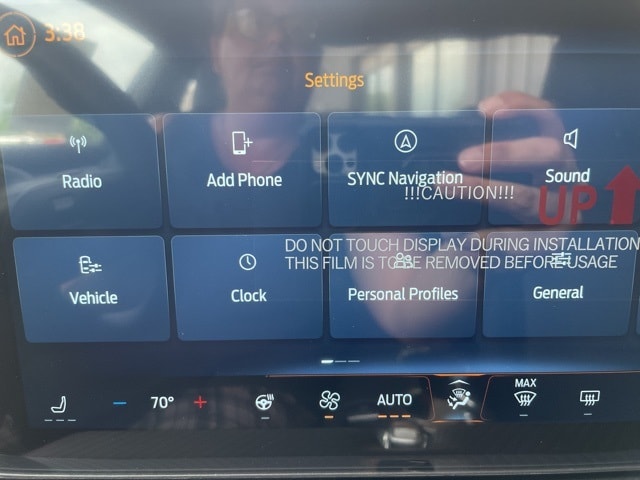 3:38
Settings
Radio
Add Phone
SYNC Navigation
Sound
!!!CAUTION!!!
UP
DO NOT TOUCH DISPLAY DURING INSTALLATION
THIS FILM IS TO BE REMOVED BEFORE USAGE
Vehicle
Clock
Personal Profiles
General
70°
AUTO
MAX